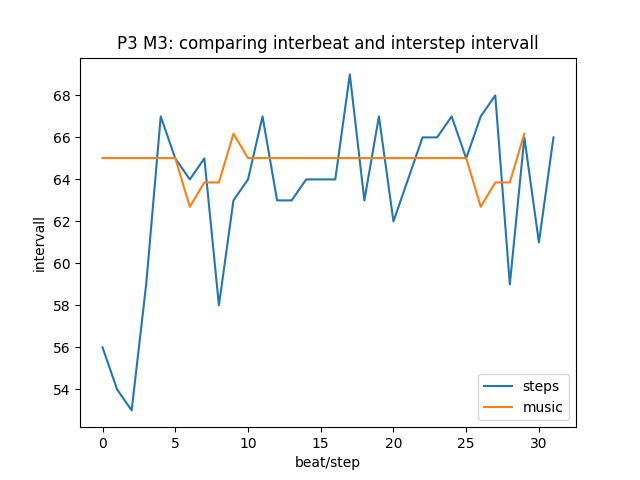 P3 M3: comparing interbeat and interstep intervall
68
66
64
62
60
58
56
54
intervall
0 5 10 15 20 25 30
beat/step
steps
music